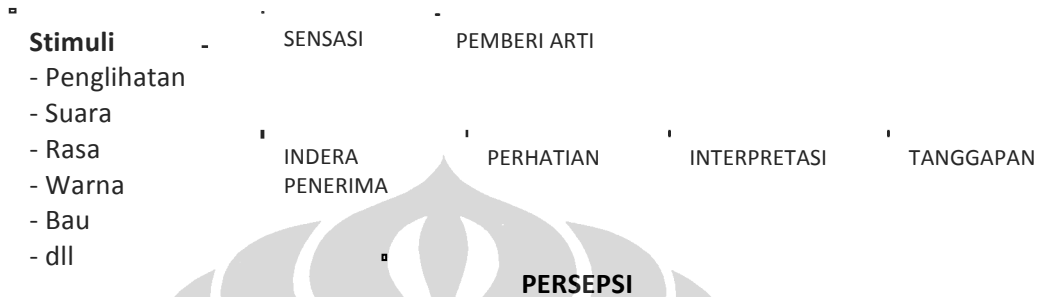 Stimuli
- Penglihatan
- Suara
- Rasa
- Warna
- Bau
- dll
SENSASI
PEMBERI ARTI
INDERA
PENERIMA
PERHATIAN
INTERPRETASI
TANGGAPAN
PERSEPSI